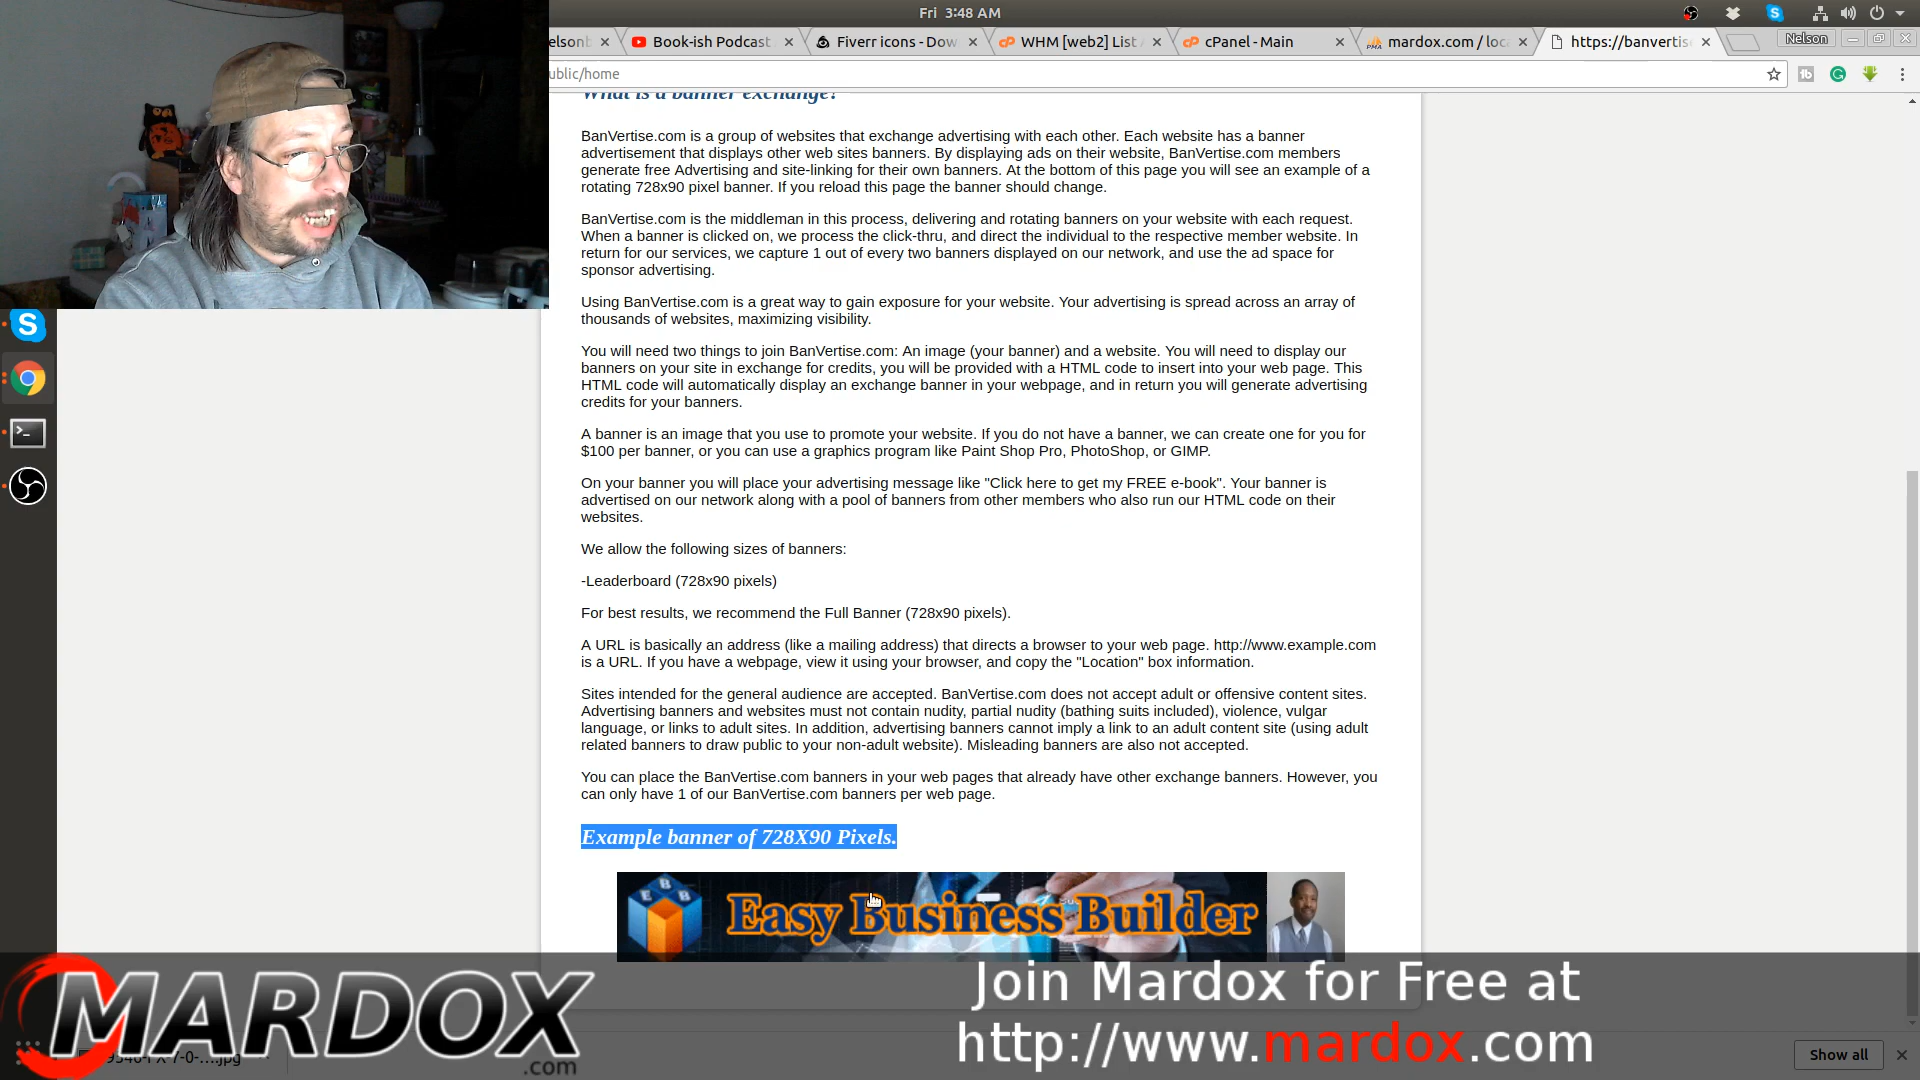 Fri 3:48 AM
elsonb
Book-ish Podcast
Fiverr icons - Dow
WHM [web2] List
cPanel - Main
mardox.com / loc
https://banvertis
Nelson
ublic/home
What is a banner exchange?
BanVertise.com is a group of websites that exchange advertising with each other. Each website has a banner
advertisement that displays other web sites banners. By displaying ads on their website, BanVertise.com members
generate free Advertising and site-linking for their own banners. At the bottom of this page you will see an example of a
rotating 728x90 pixel banner. If you reload this page the banner should change.
BanVertise.com is the middleman in this process, delivering and rotating banners on your website with each request.
When a banner is clicked on, we process the click-thru, and direct the individual to the respective member website. In
return for our services, we capture 1 out of every two banners displayed on our network, and use the ad space for
sponsor advertising.
Using BanVertise.com is a great way to gain exposure for your website. Your advertising is spread across an array of
thousands of websites, maximizing visibility.
You will need two things to join BanVertise.com: An image (your banner) and a website. You will need to display our
banners on your site in exchange for credits, you will be provided with a HTML code to insert into your web page. This
HTML code will automatically display an exchange banner in your webpage, and in return you will generate advertising
credits for your banners.
A banner is an image that you use to promote your website. If you do not have a banner, we can create one for you for
$100 per banner, or you can use a graphics program like Paint Shop Pro, PhotoShop, or GIMP.
On your banner you will place your advertising message like "Click here to get my FREE e-book". Your banner is
advertised on our network along with a pool of banners from other members who also run our HTML code on their
websites.
We allow the following sizes of banners:
-Leaderboard (728x90 pixels)
For best results, we recommend the Full Banner (728x90 pixels).
A URL is basically an address (like a mailing address) that directs a browser to your web page. http://www.example.com
is a URL. If you have a webpage, view it using your browser, and copy the "Location" box information.
Sites intended for the general audience are accepted. BanVertise.com does not accept adult or offensive content sites.
Advertising banners and websites must not contain nudity, partial nudity (bathing suits included), violence, vulgar
language, or links to adult sites. In addition, advertising banners cannot imply a link to an adult content site (using adult
related banners to draw public to your non-adult website). Misleading banners are also not accepted.
You can place the BanVertise.com banners in your web pages that already have other exchange banners. However, you
can only have 1 of our BanVertise.com banners per web page.
Example banner of 728X90 Pixels.
E B B
Easy Business Builder
MARDOX
.com
Join Mardox for Free at
http://www.mardox.com
Show all